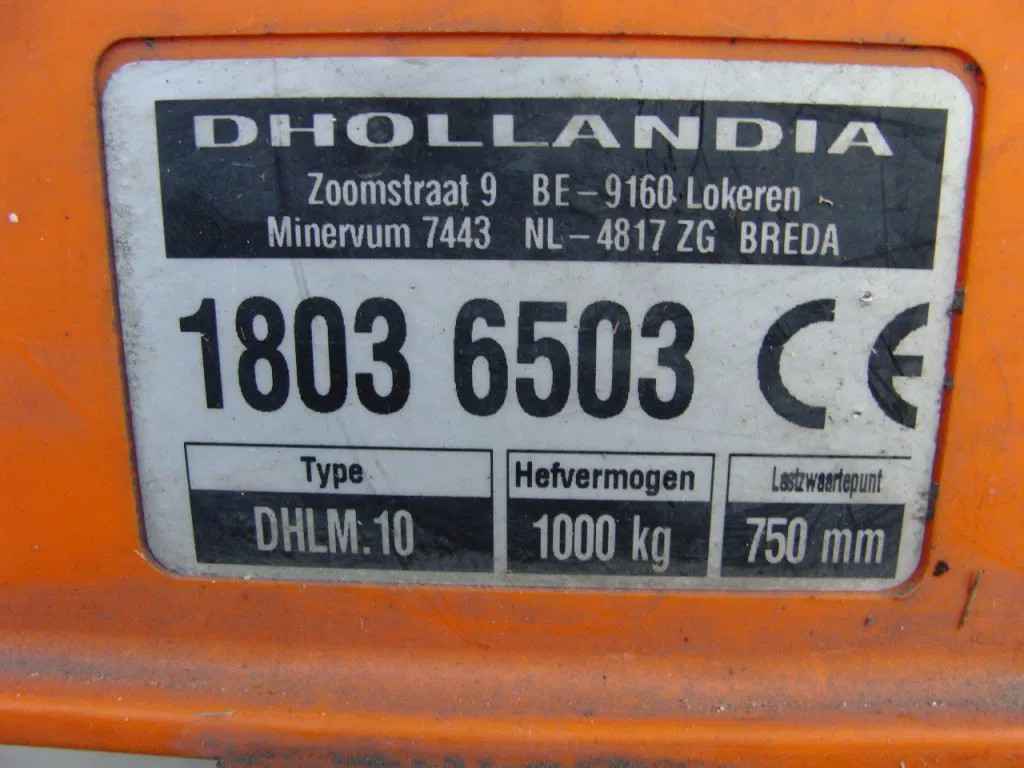 DHOLLANDIA
Zoomstraat 9 BE-9160 Lokeren
Minervum 7443 NL-4817 ZG BREDA
1803 6503 CE
Type Hefvermogen Lastzwaartepunt
DHLM.10 1000 kg 750 mm